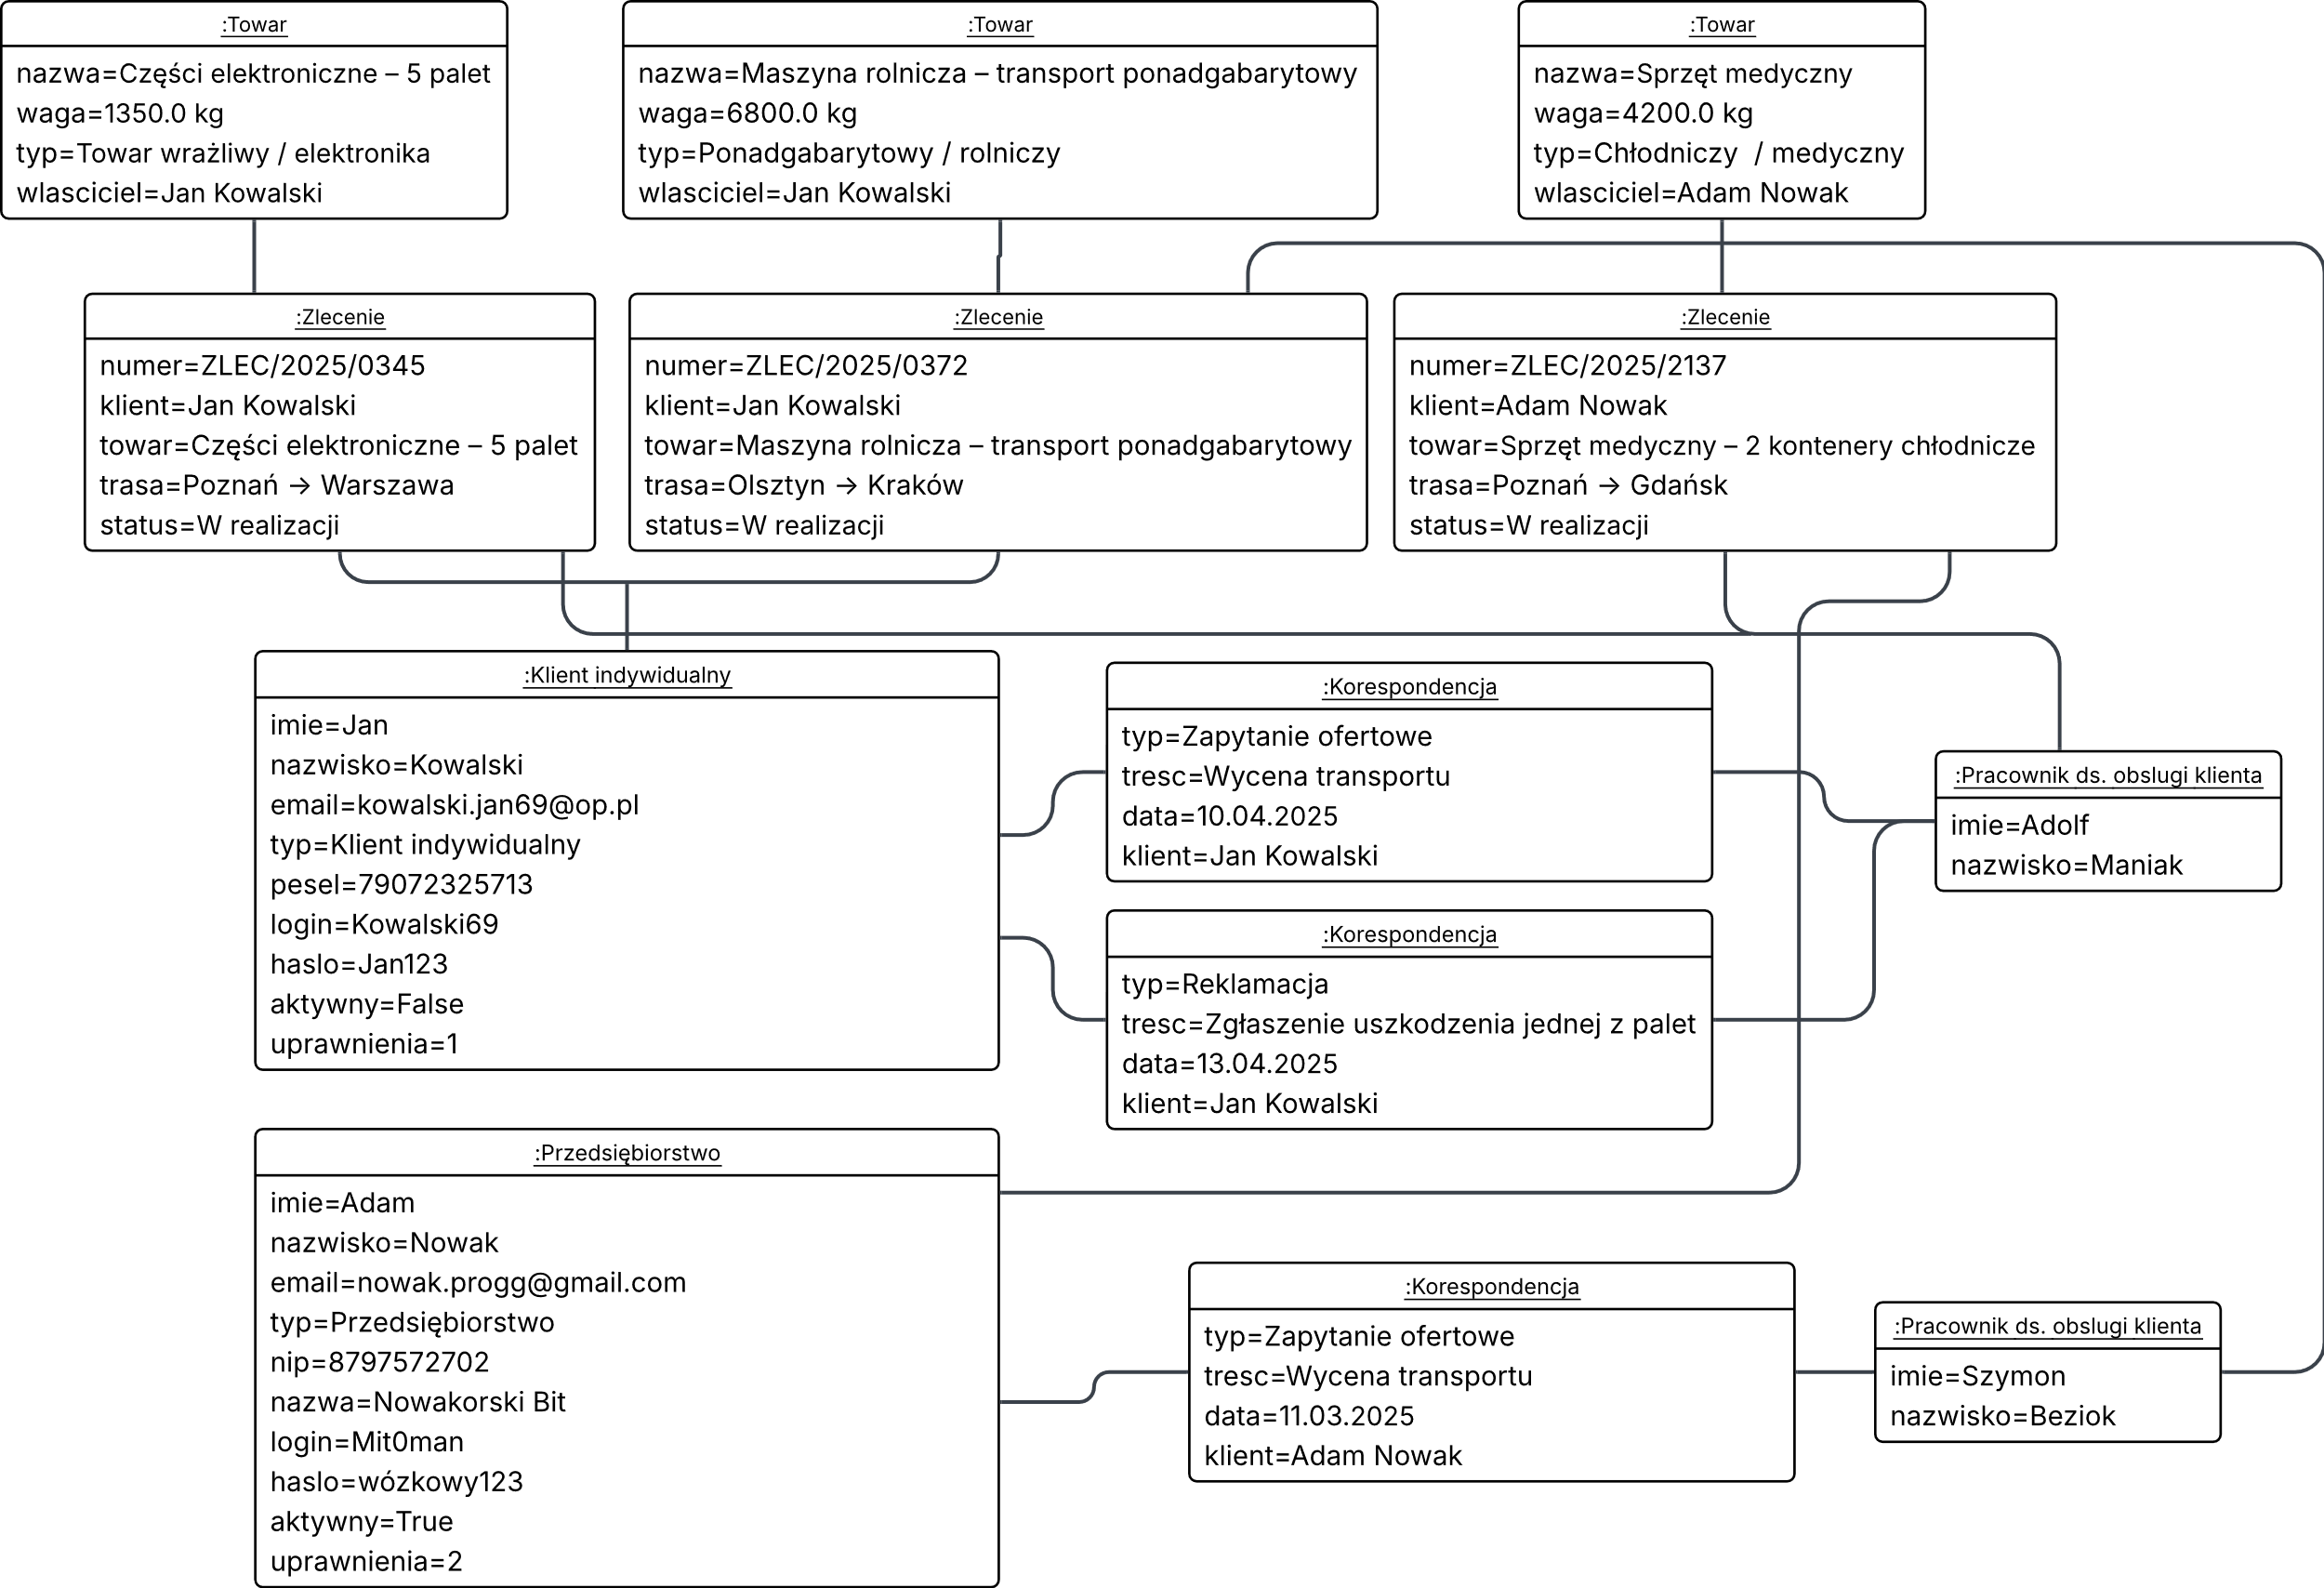 :Towar
nazwa=Części elektroniczne – 5 palet
waga=1350.0 kg
typ=Towar wrażliwy / elektronika
wlasciciel=Jan Kowalski
:Towar
nazwa=Maszyna rolnicza – transport ponadgabarytowy
waga=6800.0 kg
typ=Ponadgabarytowy / rolniczy
wlasciciel=Jan Kowalski
:Towar
nazwa=Sprzęt medyczny
waga=4200.0 kg
typ=Chłodniczy  / medyczny
wlasciciel=Adam Nowak
:Zlecenie
numer=ZLEC/2025/0345
klient=Jan Kowalski
towar=Części elektroniczne – 5 palet
trasa=Poznań → Warszawa
status=W realizacji
:Zlecenie
numer=ZLEC/2025/0372
klient=Jan Kowalski
towar=Maszyna rolnicza – transport ponadgabarytowy
trasa=Olsztyn → Kraków
status=W realizacji
:Zlecenie
numer=ZLEC/2025/2137
klient=Adam Nowak
towar=Sprzęt medyczny – 2 kontenery chłodnicze
trasa=Poznań → Gdańsk
status=W realizacji
:Klient indywidualny
imie=Jan
nazwisko=Kowalski
email=kowalski.jan69@op.pl
typ=Klient indywidualny
pesel=79072325713
login=Kowalski69
haslo=Jan123
aktywny=False
uprawnienia=1
:Korespondencja
typ=Zapytanie ofertowe
tresc=Wycena transportu
data=10.04.2025
klient=Jan Kowalski
:Pracownik ds. obslugi klienta
imie=Adolf
nazwisko=Maniak
:Korespondencja
typ=Reklamacja
tresc=Zgłaszenie uszkodzenia jednej z palet
data=13.04.2025
klient=Jan Kowalski
:Przedsiębiorstwo
imie=Adam
nazwisko=Nowak
email=nowak.progg@gmail.com
typ=Przedsiębiorstwo
nip=8797572702
nazwa=Nowakorski Bit
login=Mit0man
haslo=wózkowy123
aktywny=True
uprawnienia=2
:Korespondencja
typ=Zapytanie ofertowe
tresc=Wycena transportu
data=11.03.2025
klient=Adam Nowak
:Pracownik ds. obslugi klienta
imie=Szymon
nazwisko=Beziok